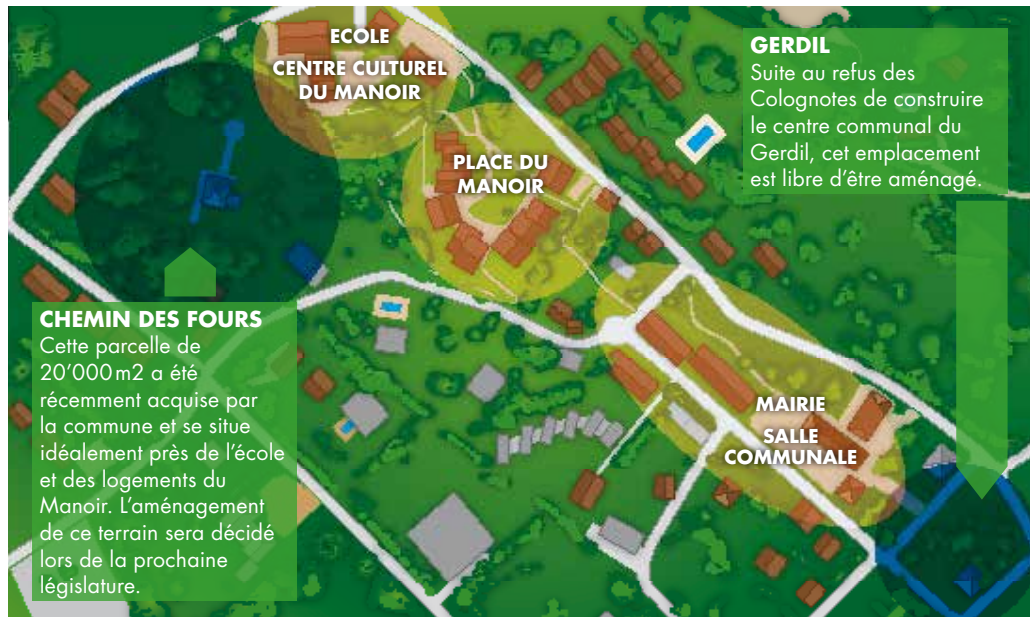 ECOLE
CENTRE CULTUREL
DU MANOIR
PLACE DU
MANOIR
GERDIL
Suite au refus des
Colognotes de construire
le centre communal du
Gerdil, cet emplacement
est libre d’être aménagé.
CHEMIN DES FOURS
Cette parcelle de
20’000 m2 a été
récemment acquise par
la commune et se situe
idéalement près de l’école
et des logements du
Manoir. L’aménagement
de ce terrain sera décidé
lors de la prochaine
législature.
MAIRIE
SALLE
COMMUNALE